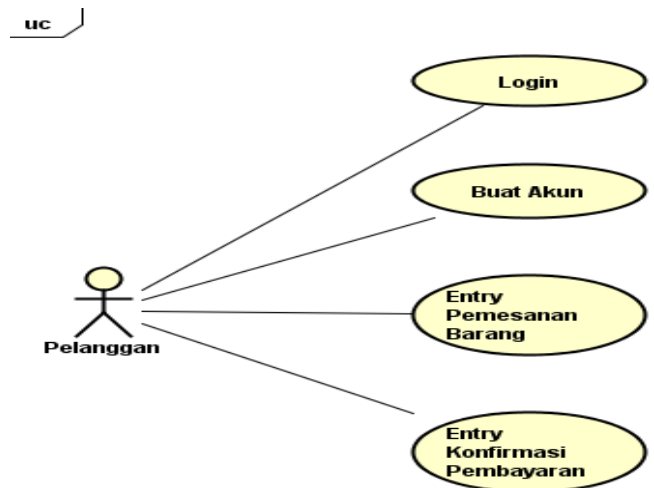 uc
Login
Buat Akun
Entry
Pemesanan
Barang
Pelanggan
Entry
Konfirmasi
Pembayaran